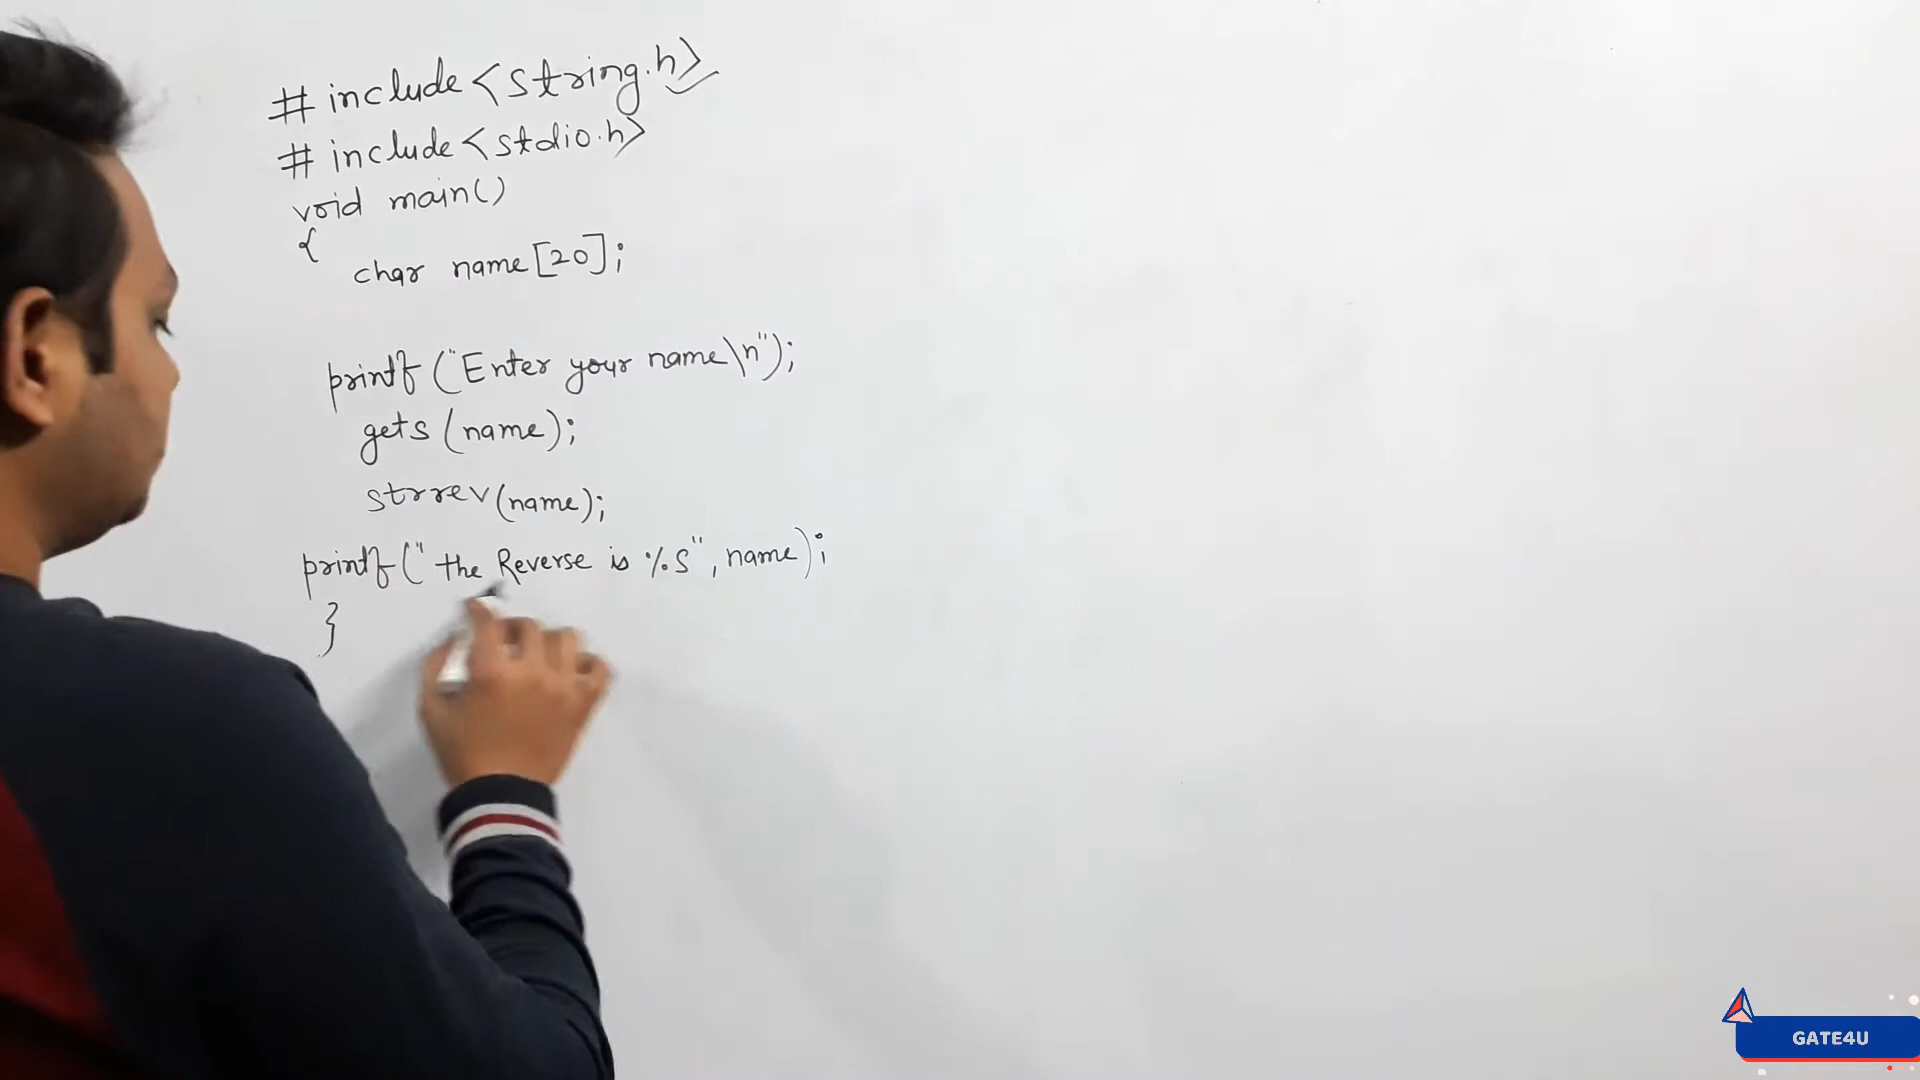 # include <string.h>
# include <stdio.h>
void main()
{
char name[20];
printf ("Enter your name\n");
gets (name);
strrev(name);
printf (" the Reverse is %s", name);
}
GATE4U